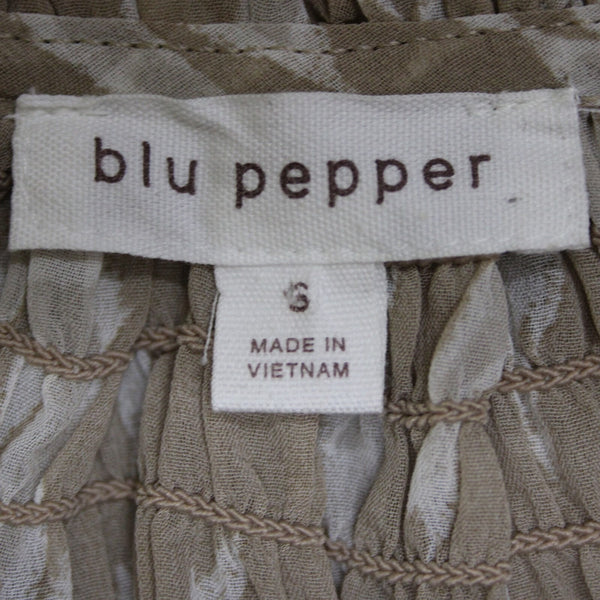 blu pepper
S
MADE IN
VIETNAM